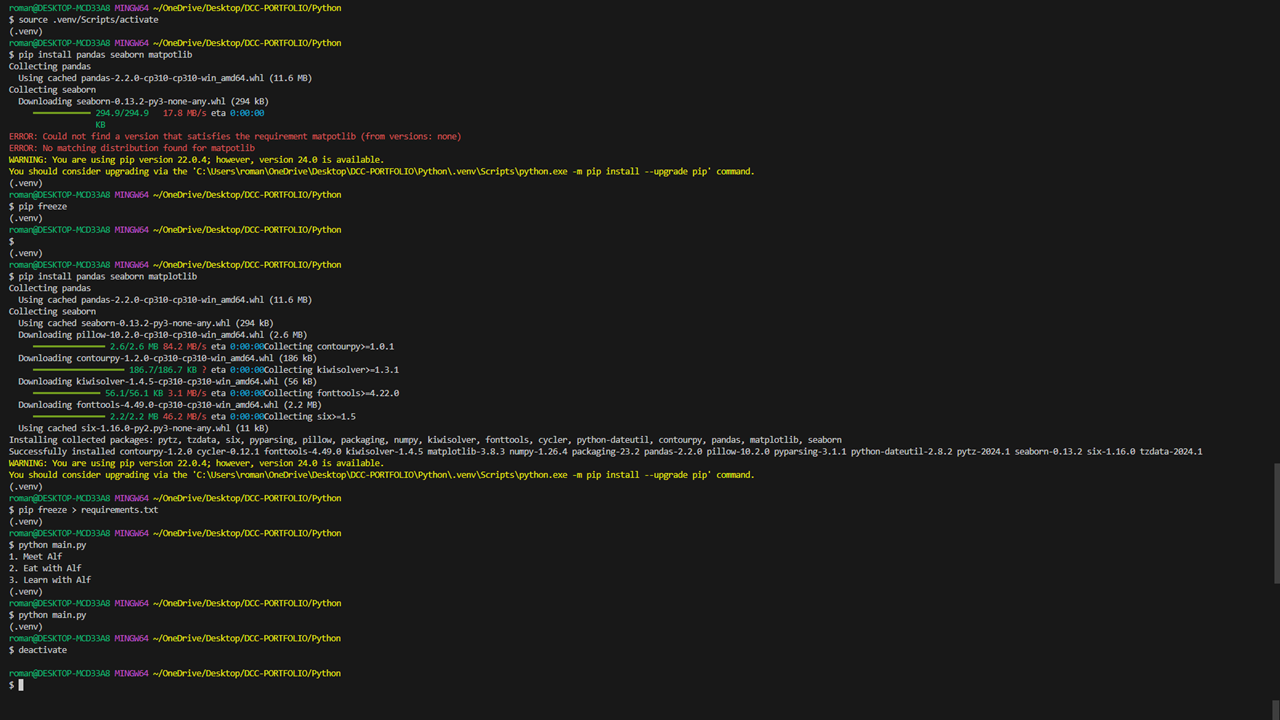 roman@DESKTOP-MCD33A8 MINGW64 ~/OneDrive/Desktop/DCC-PORTFOLIO/Python
$ source .venv/Scripts/activate
(.venv)
roman@DESKTOP-MCD33A8 MINGW64 ~/OneDrive/Desktop/DCC-PORTFOLIO/Python
$ pip install pandas seaborn matpotlib
Collecting pandas
  Using cached pandas-2.2.0-cp310-cp310-win_amd64.whl (11.6 MB)
Collecting seaborn
  Downloading seaborn-0.13.2-py3-none-any.whl (294 kB)
294.9/294.9 17.8 MB/s eta 0:00:00
KB
ERROR: Could not find a version that satisfies the requirement matpotlib (from versions: none)
ERROR: No matching distribution found for matpotlib
WARNING: You are using pip version 22.0.4; however, version 24.0 is available.
You should consider upgrading via the 'C:\Users\roman\OneDrive\Desktop\DCC-PORTFOLIO\Python\.venv\Scripts\python.exe -m pip install --upgrade pip' command.
(.venv)
roman@DESKTOP-MCD33A8 MINGW64 ~/OneDrive/Desktop/DCC-PORTFOLIO/Python
$ pip freeze
(.venv)
roman@DESKTOP-MCD33A8 MINGW64 ~/OneDrive/Desktop/DCC-PORTFOLIO/Python
$
(.venv)
roman@DESKTOP-MCD33A8 MINGW64 ~/OneDrive/Desktop/DCC-PORTFOLIO/Python
$ pip install pandas seaborn matplotlib
Collecting pandas
  Using cached pandas-2.2.0-cp310-cp310-win_amd64.whl (11.6 MB)
Collecting seaborn
  Using cached seaborn-0.13.2-py3-none-any.whl (294 kB)
  Downloading pillow-10.2.0-cp310-cp310-win_amd64.whl (2.6 MB)
2.6/2.6 MB 84.2 MB/s eta 0:00:00Collecting contourpy>=1.0.1
  Downloading contourpy-1.2.0-cp310-cp310-win_amd64.whl (186 kB)
186.7/186.7 KB ? eta 0:00:00Collecting kiwisolver>=1.3.1
  Downloading kiwisolver-1.4.5-cp310-cp310-win_amd64.whl (56 kB)
56.1/56.1 KB 3.1 MB/s eta 0:00:00Collecting fonttools>=4.22.0
  Downloading fonttools-4.49.0-cp310-cp310-win_amd64.whl (2.2 MB)
2.2/2.2 MB 46.2 MB/s eta 0:00:00Collecting six>=1.5
  Using cached six-1.16.0-py2.py3-none-any.whl (11 kB)
Installing collected packages: pytz, tzdata, six, pyparsing, pillow, packaging, numpy, kiwisolver, fonttools, cycler, python-dateutil, contourpy, pandas, matplotlib, seaborn
Successfully installed contourpy-1.2.0 cycler-0.12.1 fonttools-4.49.0 kiwisolver-1.4.5 matplotlib-3.8.3 numpy-1.26.4 packaging-23.2 pandas-2.2.0 pillow-10.2.0 pyparsing-3.1.1 python-dateutil-2.8.2 pytz-2024.1 seaborn-0.13.2 six-1.16.0 tzdata-2024.1
WARNING: You are using pip version 22.0.4; however, version 24.0 is available.
You should consider upgrading via the 'C:\Users\roman\OneDrive\Desktop\DCC-PORTFOLIO\Python\.venv\Scripts\python.exe -m pip install --upgrade pip' command.
(.venv)
roman@DESKTOP-MCD33A8 MINGW64 ~/OneDrive/Desktop/DCC-PORTFOLIO/Python
$ pip freeze > requirements.txt
(.venv)
roman@DESKTOP-MCD33A8 MINGW64 ~/OneDrive/Desktop/DCC-PORTFOLIO/Python
$ python main.py
1. Meet Alf
2. Eat with Alf
3. Learn with Alf
(.venv)
roman@DESKTOP-MCD33A8 MINGW64 ~/OneDrive/Desktop/DCC-PORTFOLIO/Python
$ python main.py
(.venv)
roman@DESKTOP-MCD33A8 MINGW64 ~/OneDrive/Desktop/DCC-PORTFOLIO/Python
$ deactivate
roman@DESKTOP-MCD33A8 MINGW64 ~/OneDrive/Desktop/DCC-PORTFOLIO/Python
$